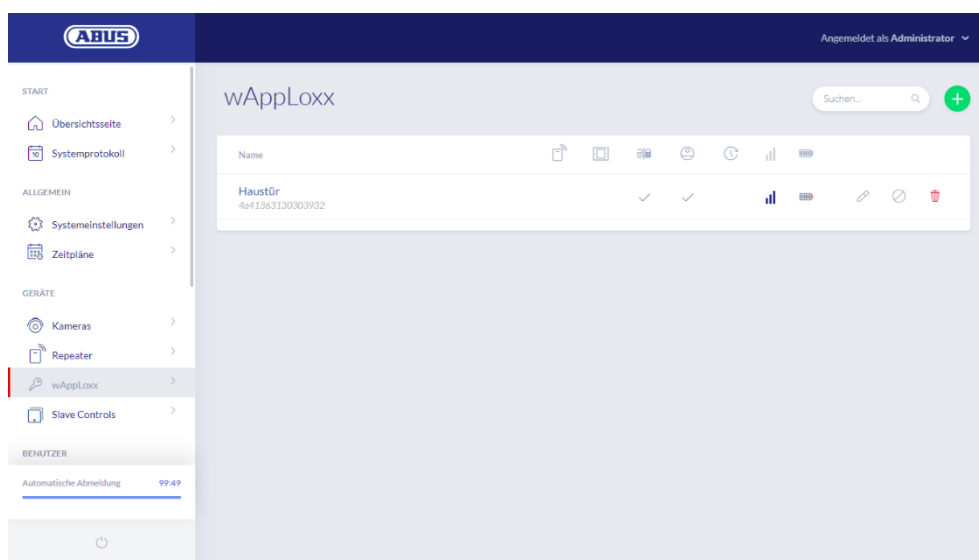 ABUS
Angemeldet als Administrator
START
Übersichtsseite
10
Systemprotokoll
ALLGEMEIN
Systemeinstellungen
Zeitpläne
GERÄTE
Kameras
Repeater
wAppLoxx
Slave Controls
BENUTZER
Automatische Abmeldung 99:49
wAppLoxx
Suchen...
Name
Haustür
4a41363130303932